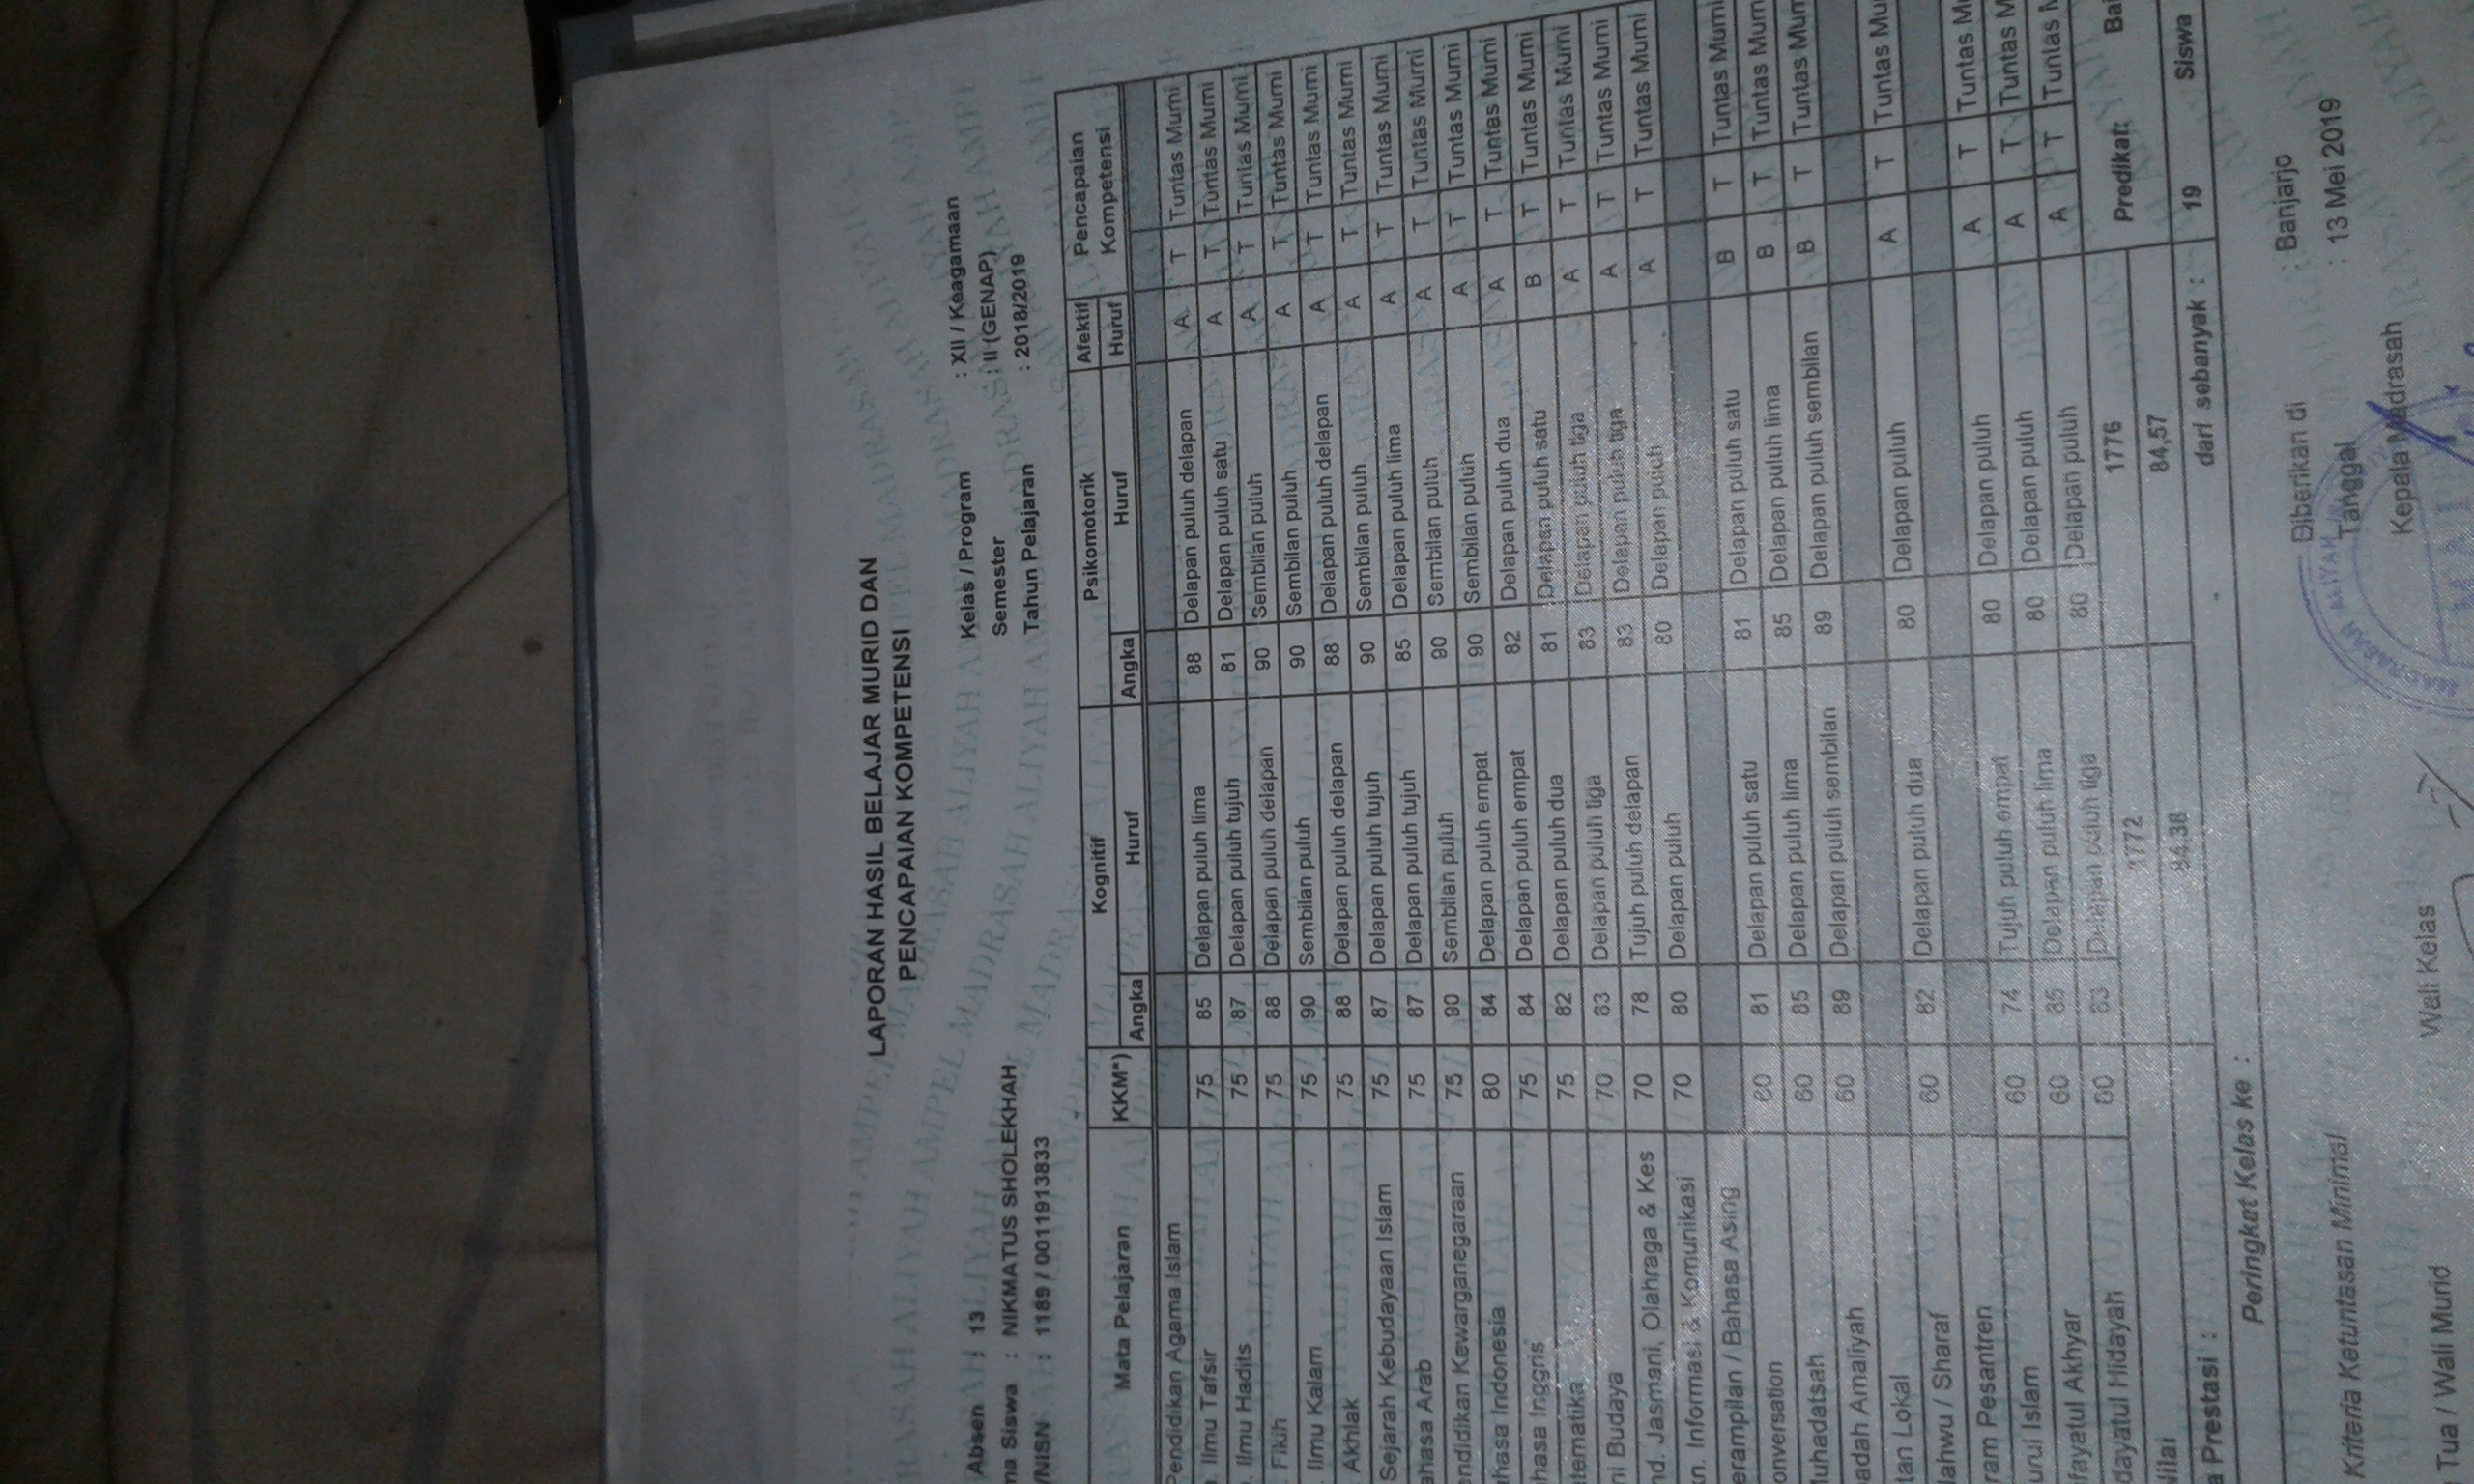 LAPORAN HASIL BELAJAR MURID DAN
PENCAPAIAN KOMPETENSI
Absen : 13
ma Siswa : NIKMATUS SHOLEKHAH
/NISN : 1189 / 0011913833
Kelas / Program : XII / Keagamaan
Semester : II (GENAP)
Tahun Pelajaran : 2018/2019
Mata Pelajaran KKM*) Kognitif Psikomotorik Afektif Pencapaian Kompetensi
Angka Huruf Angka Huruf Huruf
Pendidikan Agama Islam
. Ilmu Tafsir 75 85 Delapan puluh lima 88 Delapan puluh delapan A T Tuntas Murni
. Ilmu Hadits 75 87 Delapan puluh tujuh 81 Delapan puluh satu A T Tuntas Murni
. Fikih 75 88 Delapan puluh delapan 90 Sembilan puluh A T Tuntas Murni
. Ilmu Kalam 75 90 Sembilan puluh 90 Sembilan puluh A T Tuntas Murni
Akhlak 75 88 Delapan puluh delapan 88 Delapan puluh delapan A T Tuntas Murni
Sejarah Kebudayaan Islam 75 87 Delapan puluh tujuh 90 Sembilan puluh A T Tuntas Murni
ahasa Arab 75 87 Delapan puluh tujuh 85 Delapan puluh lima A T Tuntas Murni
endidikan Kewarganegaraan 75 90 Sembilan puluh 90 Sembilan puluh A T Tuntas Murni
ahasa Indonesia 80 84 Delapan puluh empat 90 Sembilan puluh A T Tuntas Murni
hasa Inggris 75 84 Delapan puluh empat 82 Delapan puluh dua A T Tuntas Murni
tematika 75 82 Delapan puluh dua 81 Delapan puluh satu B T Tuntas Murni
ni Budaya 70 83 Delapan puluh tiga 83 Delapan puluh tiga A T Tuntas Murni
nd. Jasmani, Olahraga & Kes 70 78 Tujuh puluh delapan 83 Delapan puluh tiga A T Tuntas Murni
kn. Informasi & Komunikasi 70 80 Delapan puluh 80 Delapan puluh A T Tuntas Murni
erampilan / Bahasa Asing
onversation 60 81 Delapan puluh satu 81 Delapan puluh satu B T Tuntas Murni
Muhadatsah 60 85 Delapan puluh lima 85 Delapan puluh lima B T Tuntas Murn
adah Amaliyah 60 89 Delapan puluh sembilan 89 Delapan puluh sembilan B T Tuntas Mur
tan Lokal
Nahwu / Sharaf 60 82 Delapan puluh dua 80 Delapan puluh A T Tuntas Mu
ram Pesantren
urul Islam 60 74 Tujuh puluh empat 80 Delapan puluh A T Tuntas M
ifayatul Akhyar 60 85 Delapan puluh lima 80 Delapan puluh A T Tuntas M
dayatul Hidayah 60 83 Delapan puluh tiga 80 Delapan puluh A T Tuntas M
Nilai 1772 1776 Predikat: Bai
a Prestasi : 84,38 84,57
Peringkat Kelas ke : dari sebanyak : 19 Siswa
Kriteria Ketuntasan Minimal
Diberikan di : Banjarjo
Tanggal : 13 Mei 2019
Kepala Madrasah
Tua / Wali Murid
Wali Kelas
MADRASAH ALIYAH